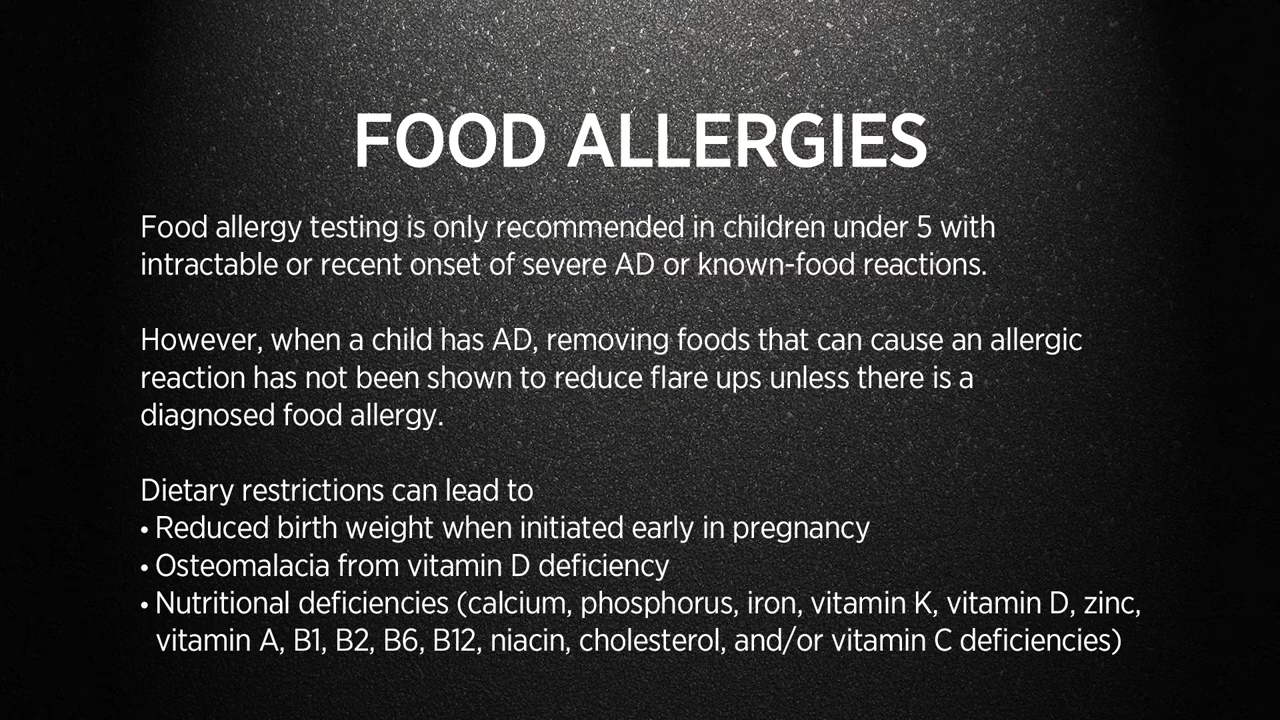 FOOD ALLERGIES
Food allergy testing is only recommended in children under 5 with
intractable or recent onset of severe AD or known-food reactions.
However, when a child has AD, removing foods that can cause an allergic
reaction has not been shown to reduce flare ups unless there is a
diagnosed food allergy.
Dietary restrictions can lead to
• Reduced birth weight when initiated early in pregnancy
• Osteomalacia from vitamin D deficiency
• Nutritional deficiencies (calcium, phosphorus, iron, vitamin K, vitamin D, zinc,
vitamin A, B1, B2, B6, B12, niacin, cholesterol, and/or vitamin C deficiencies)